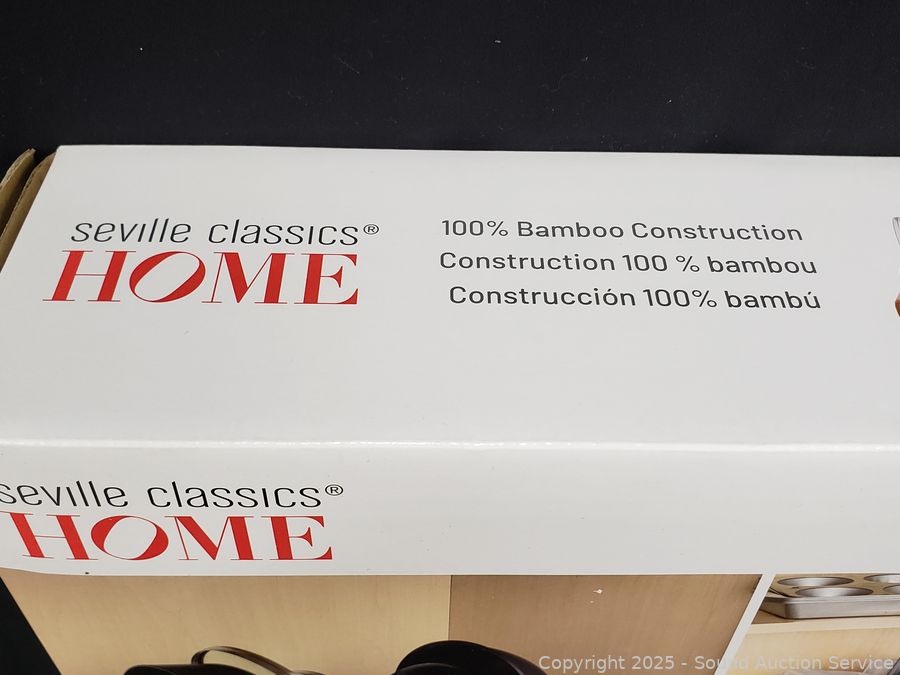 seville classics®
HOME
100% Bamboo Construction
Construction 100 % bambou
Construcción 100% bambú
seville classics®
HOME
Copyright 2025 - Sound Auction Service